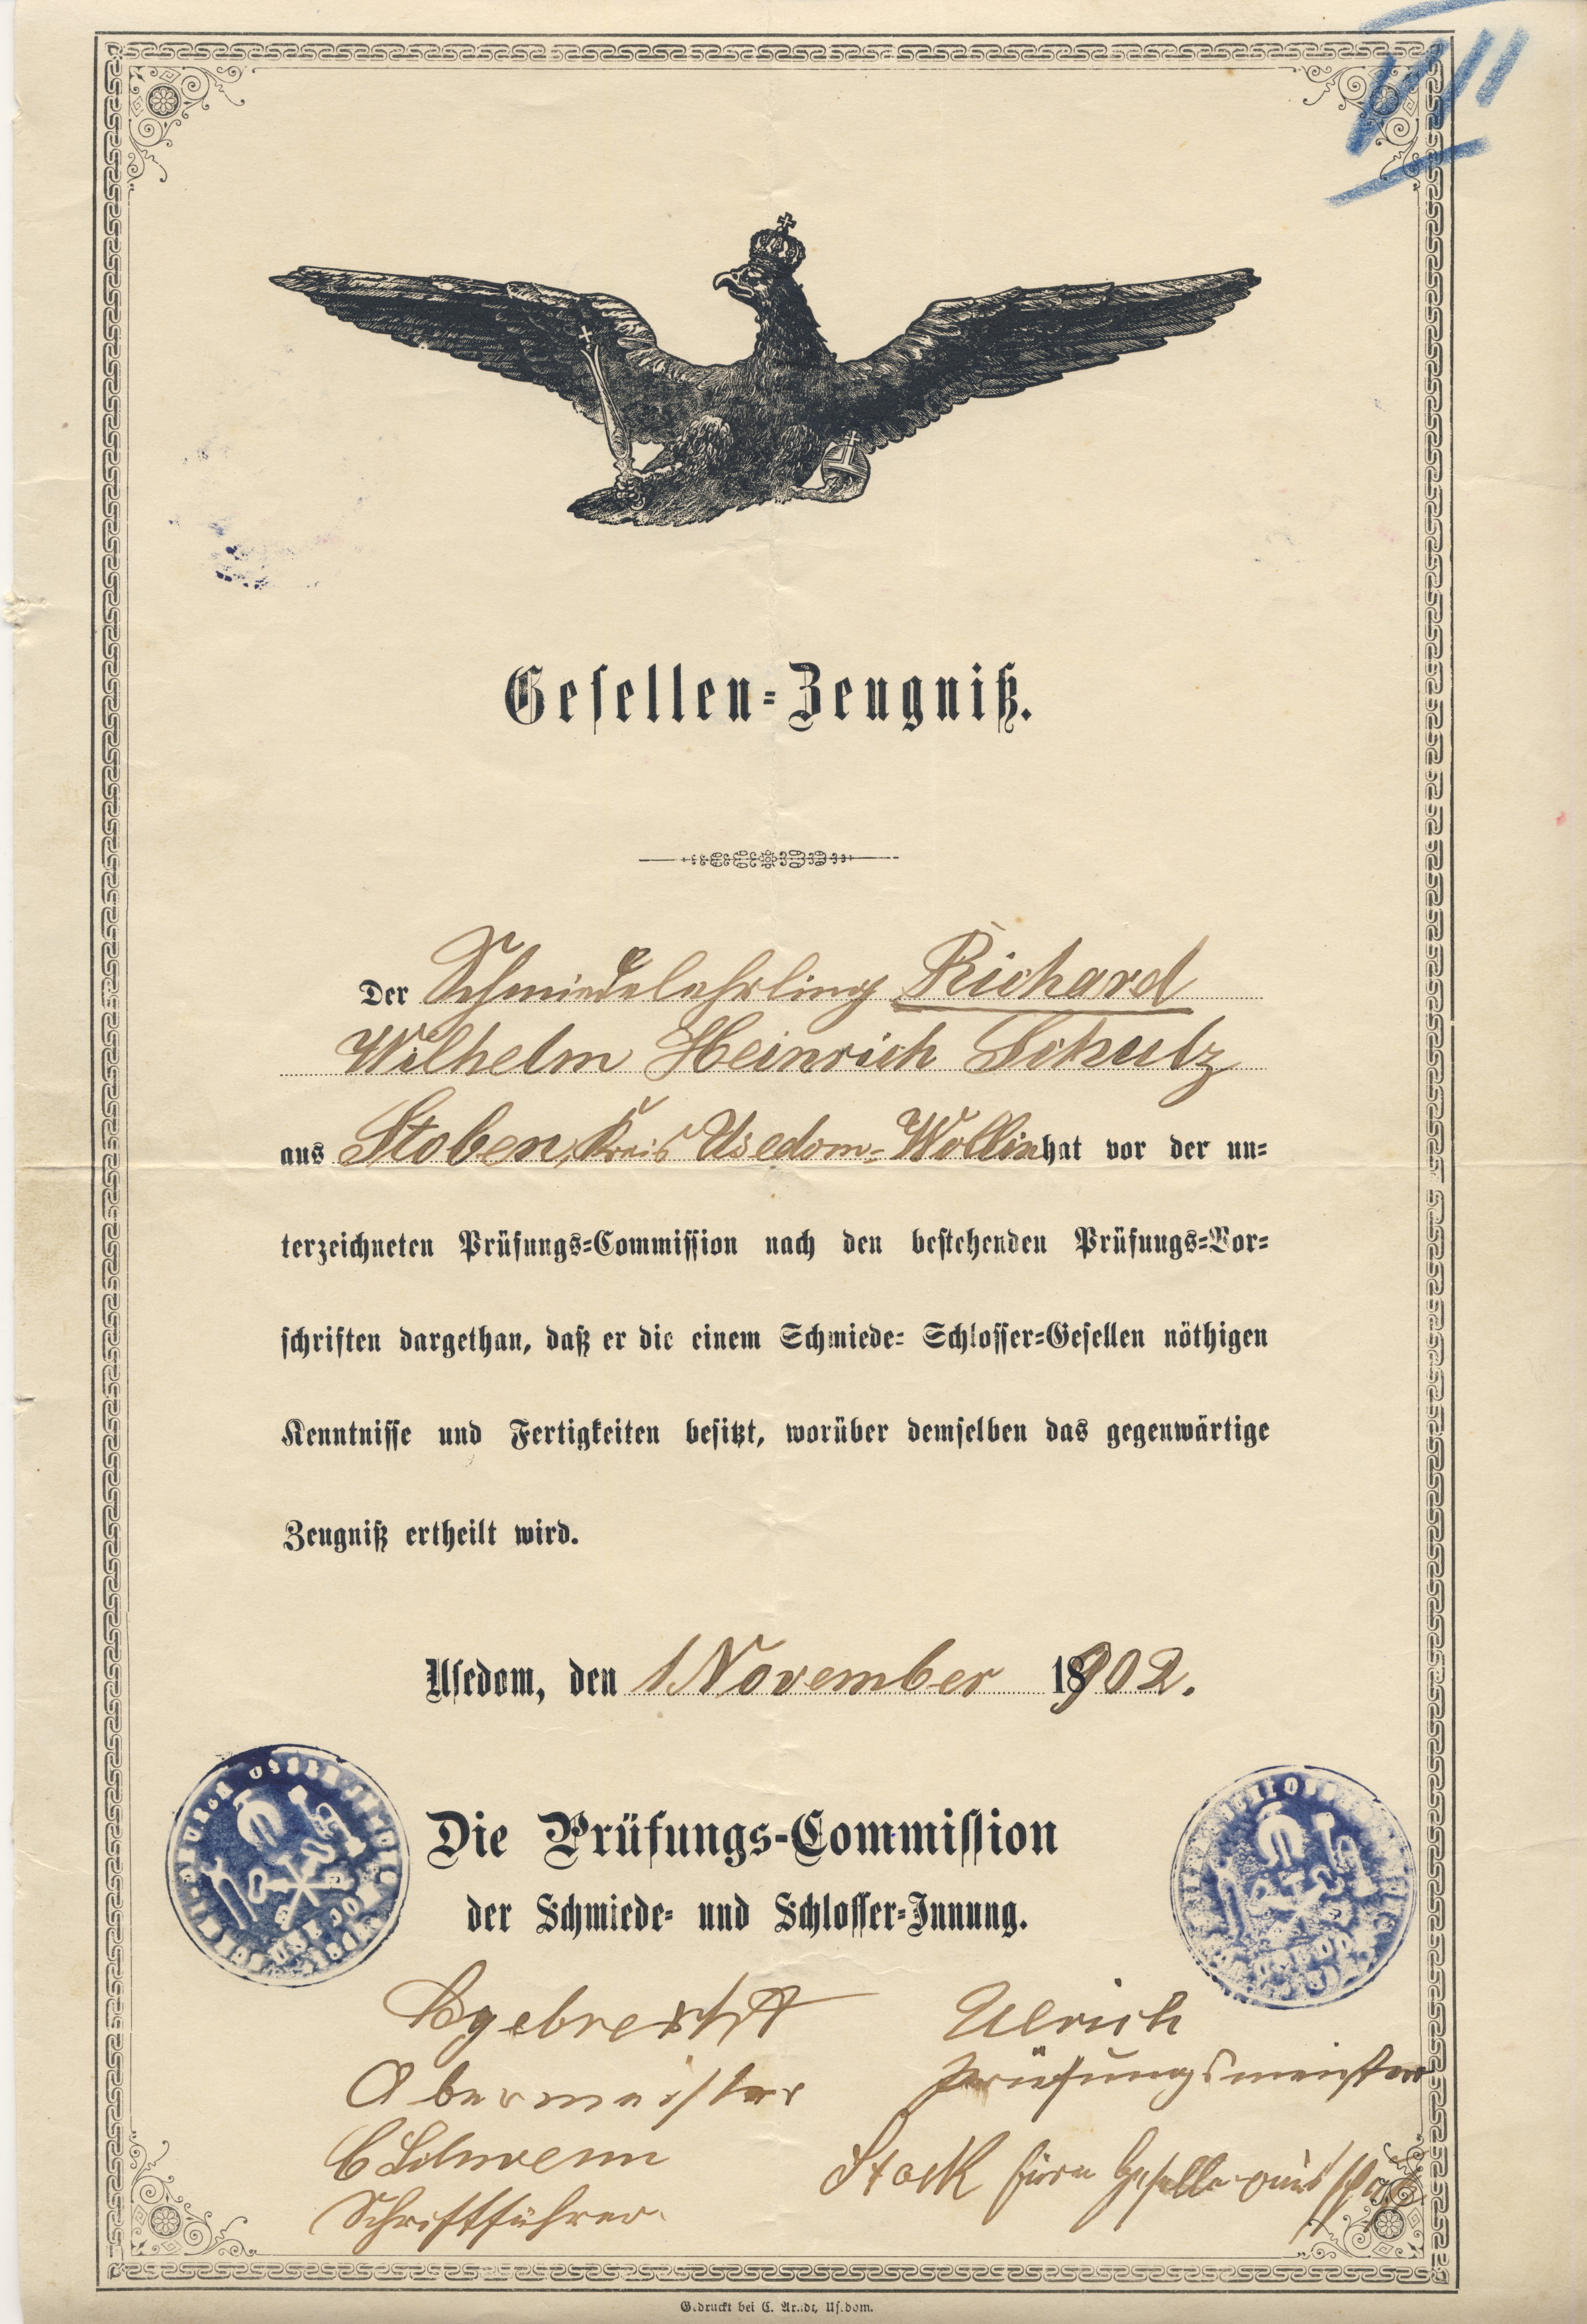 VII
Gesellen-Zeugniß.
Der Schmiedelehrling Richard
Wilhelm Heinrich Schulz
aus Stoben, Kreis Usedom-Wollin hat vor der un-
terzeichneten Prüfungs-Commission nach den bestehenden Prüfungs-Vor-
schriften dargethan, daß er die einem Schmiede- Schlosser-Gesellen nöthigen
Kenntnisse und Fertigkeiten besitzt, worüber demselben das gegenwärtige
Zeugniß ertheilt wird.
Usedom, den 1 November 1902.
Die Prüfungs-Commission
der Schmiede- und Schlosser-Innung.
Ulrich
Obermeister
Prüfungsmeister
C Schwenn
Stock
Schriftführer.
Gedruckt bei C. Arndt, Usedom.